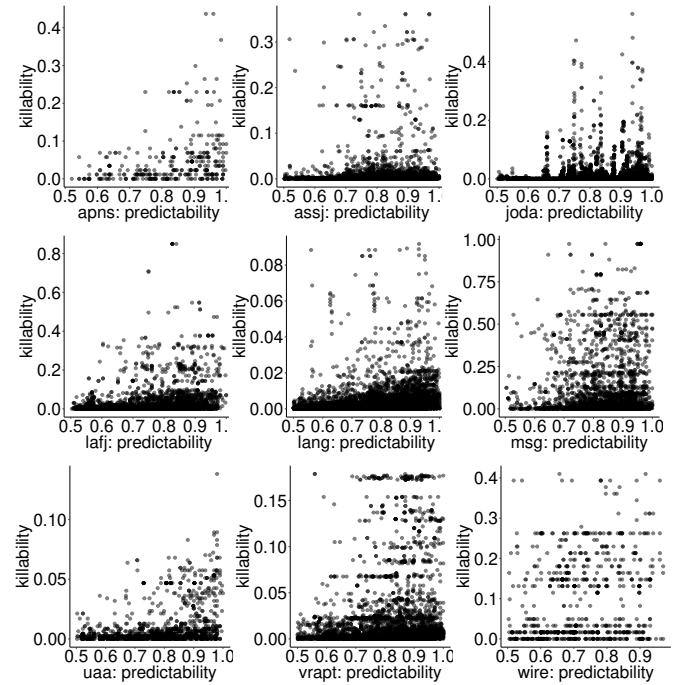 0.4
0.3
0.2
0.1
0.0
killability
0.5 0.6 0.7 0.8 0.9 1.
apns: predictability
0.3
0.2
0.1
0.0
killability
0.5 0.6 0.7 0.8 0.9 1.
assj: predictability
0.4
0.2
0.0
killability
0.5 0.6 0.7 0.8 0.9 1.0
joda: predictability
0.8
0.6
0.4
0.2
0.0
killability
0.5 0.6 0.7 0.8 0.9 1.
lafj: predictability
0.08
0.06
0.04
0.02
0.00
killability
0.5 0.6 0.7 0.8 0.9 1.
lang: predictability
1.00
0.75
0.50
0.25
0.00
killability
0.5 0.6 0.7 0.8 0.9 1.0
msg: predictability
0.10
0.05
0.00
killability
0.5 0.6 0.7 0.8 0.9 1.0
uaa: predictability
0.15
0.10
0.05
0.00
killability
0.5 0.6 0.7 0.8 0.9 1.0
vrapt: predictability
0.4
0.3
0.2
0.1
0.0
killability
0.5 0.6 0.7 0.8 0.9
wire: predictability